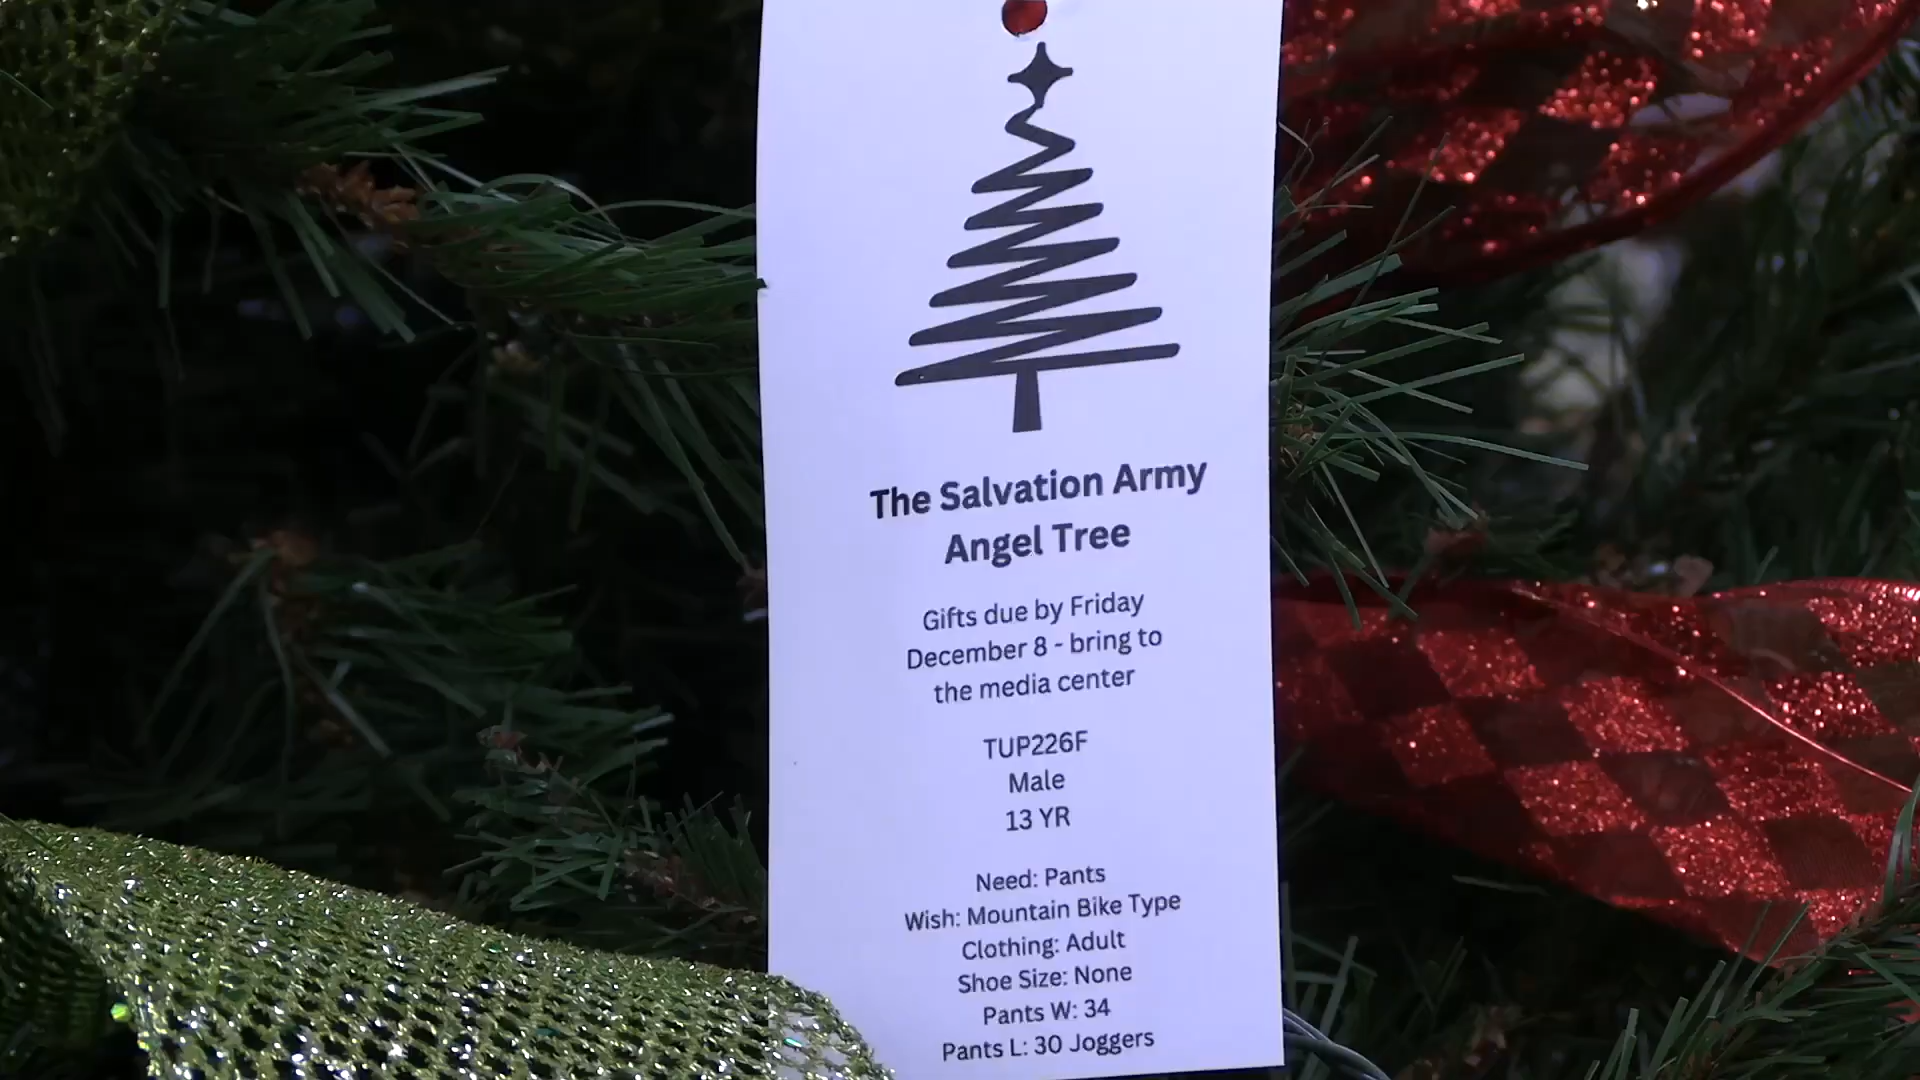 The Salvation Army
Angel Tree
Gifts due by Friday
December 8 - bring to
the media center
TUP226F
Male
13 YR
Need: Pants
Wish: Mountain Bike Type
Clothing: Adult
Shoe Size: None
Pants W: 34
Pants L: 30 Joggers